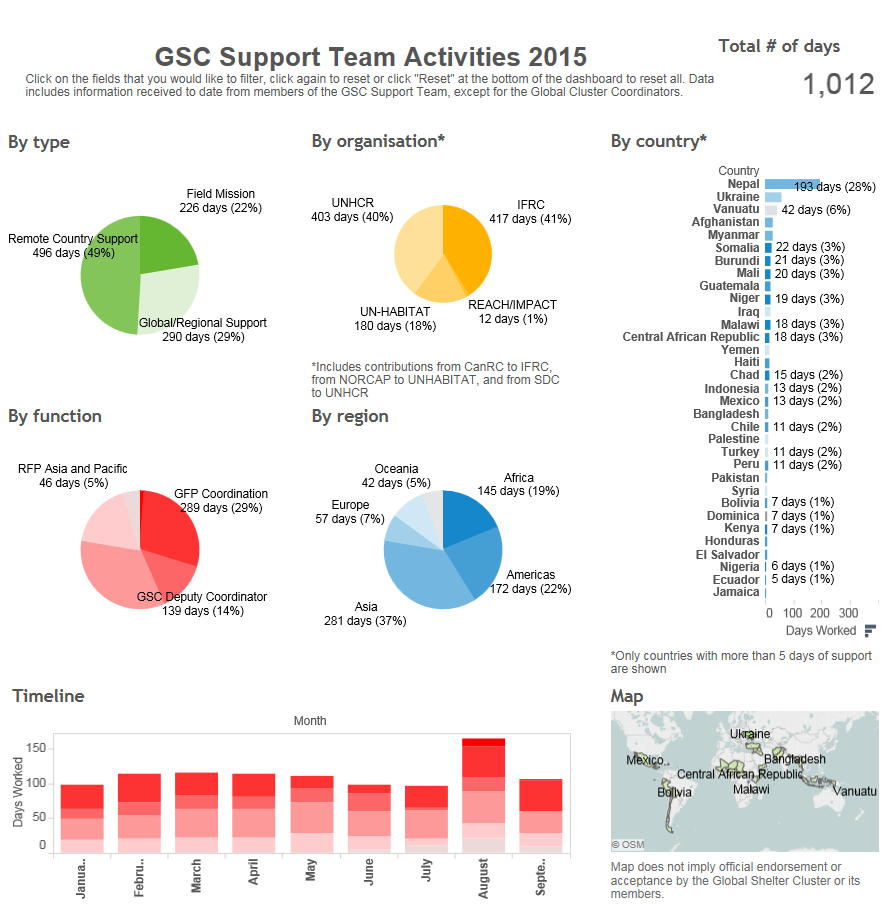 GSC Support Team Activities 2015
Click on the fields that you would like to filter, click again to reset or click "Reset" at the bottom of the dashboard to reset all. Data
includes information received to date from members of the GSC Support Team, except for the Global Cluster Coordinators.
Total # of days
1,012
By type
Field Mission
226 days (22%)
Remote Country Support
496 days (49%)
Global/Regional Support
290 days (29%)
By organisation*
UNHCR
403 days (40%)
IFRC
417 days (41%)
UN-HABITAT
180 days (18%)
REACH/IMPACT
12 days (1%)
*Includes contributions from CanRC to IFRC,
from NORCAP to UNHABITAT, and from SDC
to UNHCR
By country*
Country
Nepal 193 days (28%)
Ukraine
Vanuatu 42 days (6%)
Afghanistan
Myanmar
Somalia 22 days (3%)
Burundi 21 days (3%)
Mali 20 days (3%)
Guatemala
Niger 19 days (3%)
Iraq
Malawi 18 days (3%)
Central African Republic 18 days (3%)
Yemen
Haiti
Chad 15 days (2%)
Indonesia 13 days (2%)
Mexico 13 days (2%)
Bangladesh
Chile 11 days (2%)
Palestine
Turkey 11 days (2%)
Peru 11 days (2%)
Pakistan
Syria
Bolivia 7 days (1%)
Dominica 7 days (1%)
Kenya 7 days (1%)
Honduras
El Salvador
Nigeria 6 days (1%)
Ecuador 5 days (1%)
Jamaica
0 100 200 300
Days Worked
*Only countries with more than 5 days of support
are shown
By function
RFP Asia and Pacific
46 days (5%)
GFP Coordination
289 days (29%)
GSC Deputy Coordinator
139 days (14%)
By region
Oceania
42 days (5%)
Africa
145 days (19%)
Europe
57 days (7%)
Americas
172 days (22%)
Asia
281 days (37%)
Timeline
Month
Days Worked
150
100
50
0
Janua..
Febru..
March
April
May
June
July
August
Septe..
Map
Ukraine
Mexico
Bangladesh
Central African Republic
Bolivia
Malawi
Vanuatu
© OSM
Map does not imply official endorsement or
acceptance by the Global Shelter Cluster or its
members.